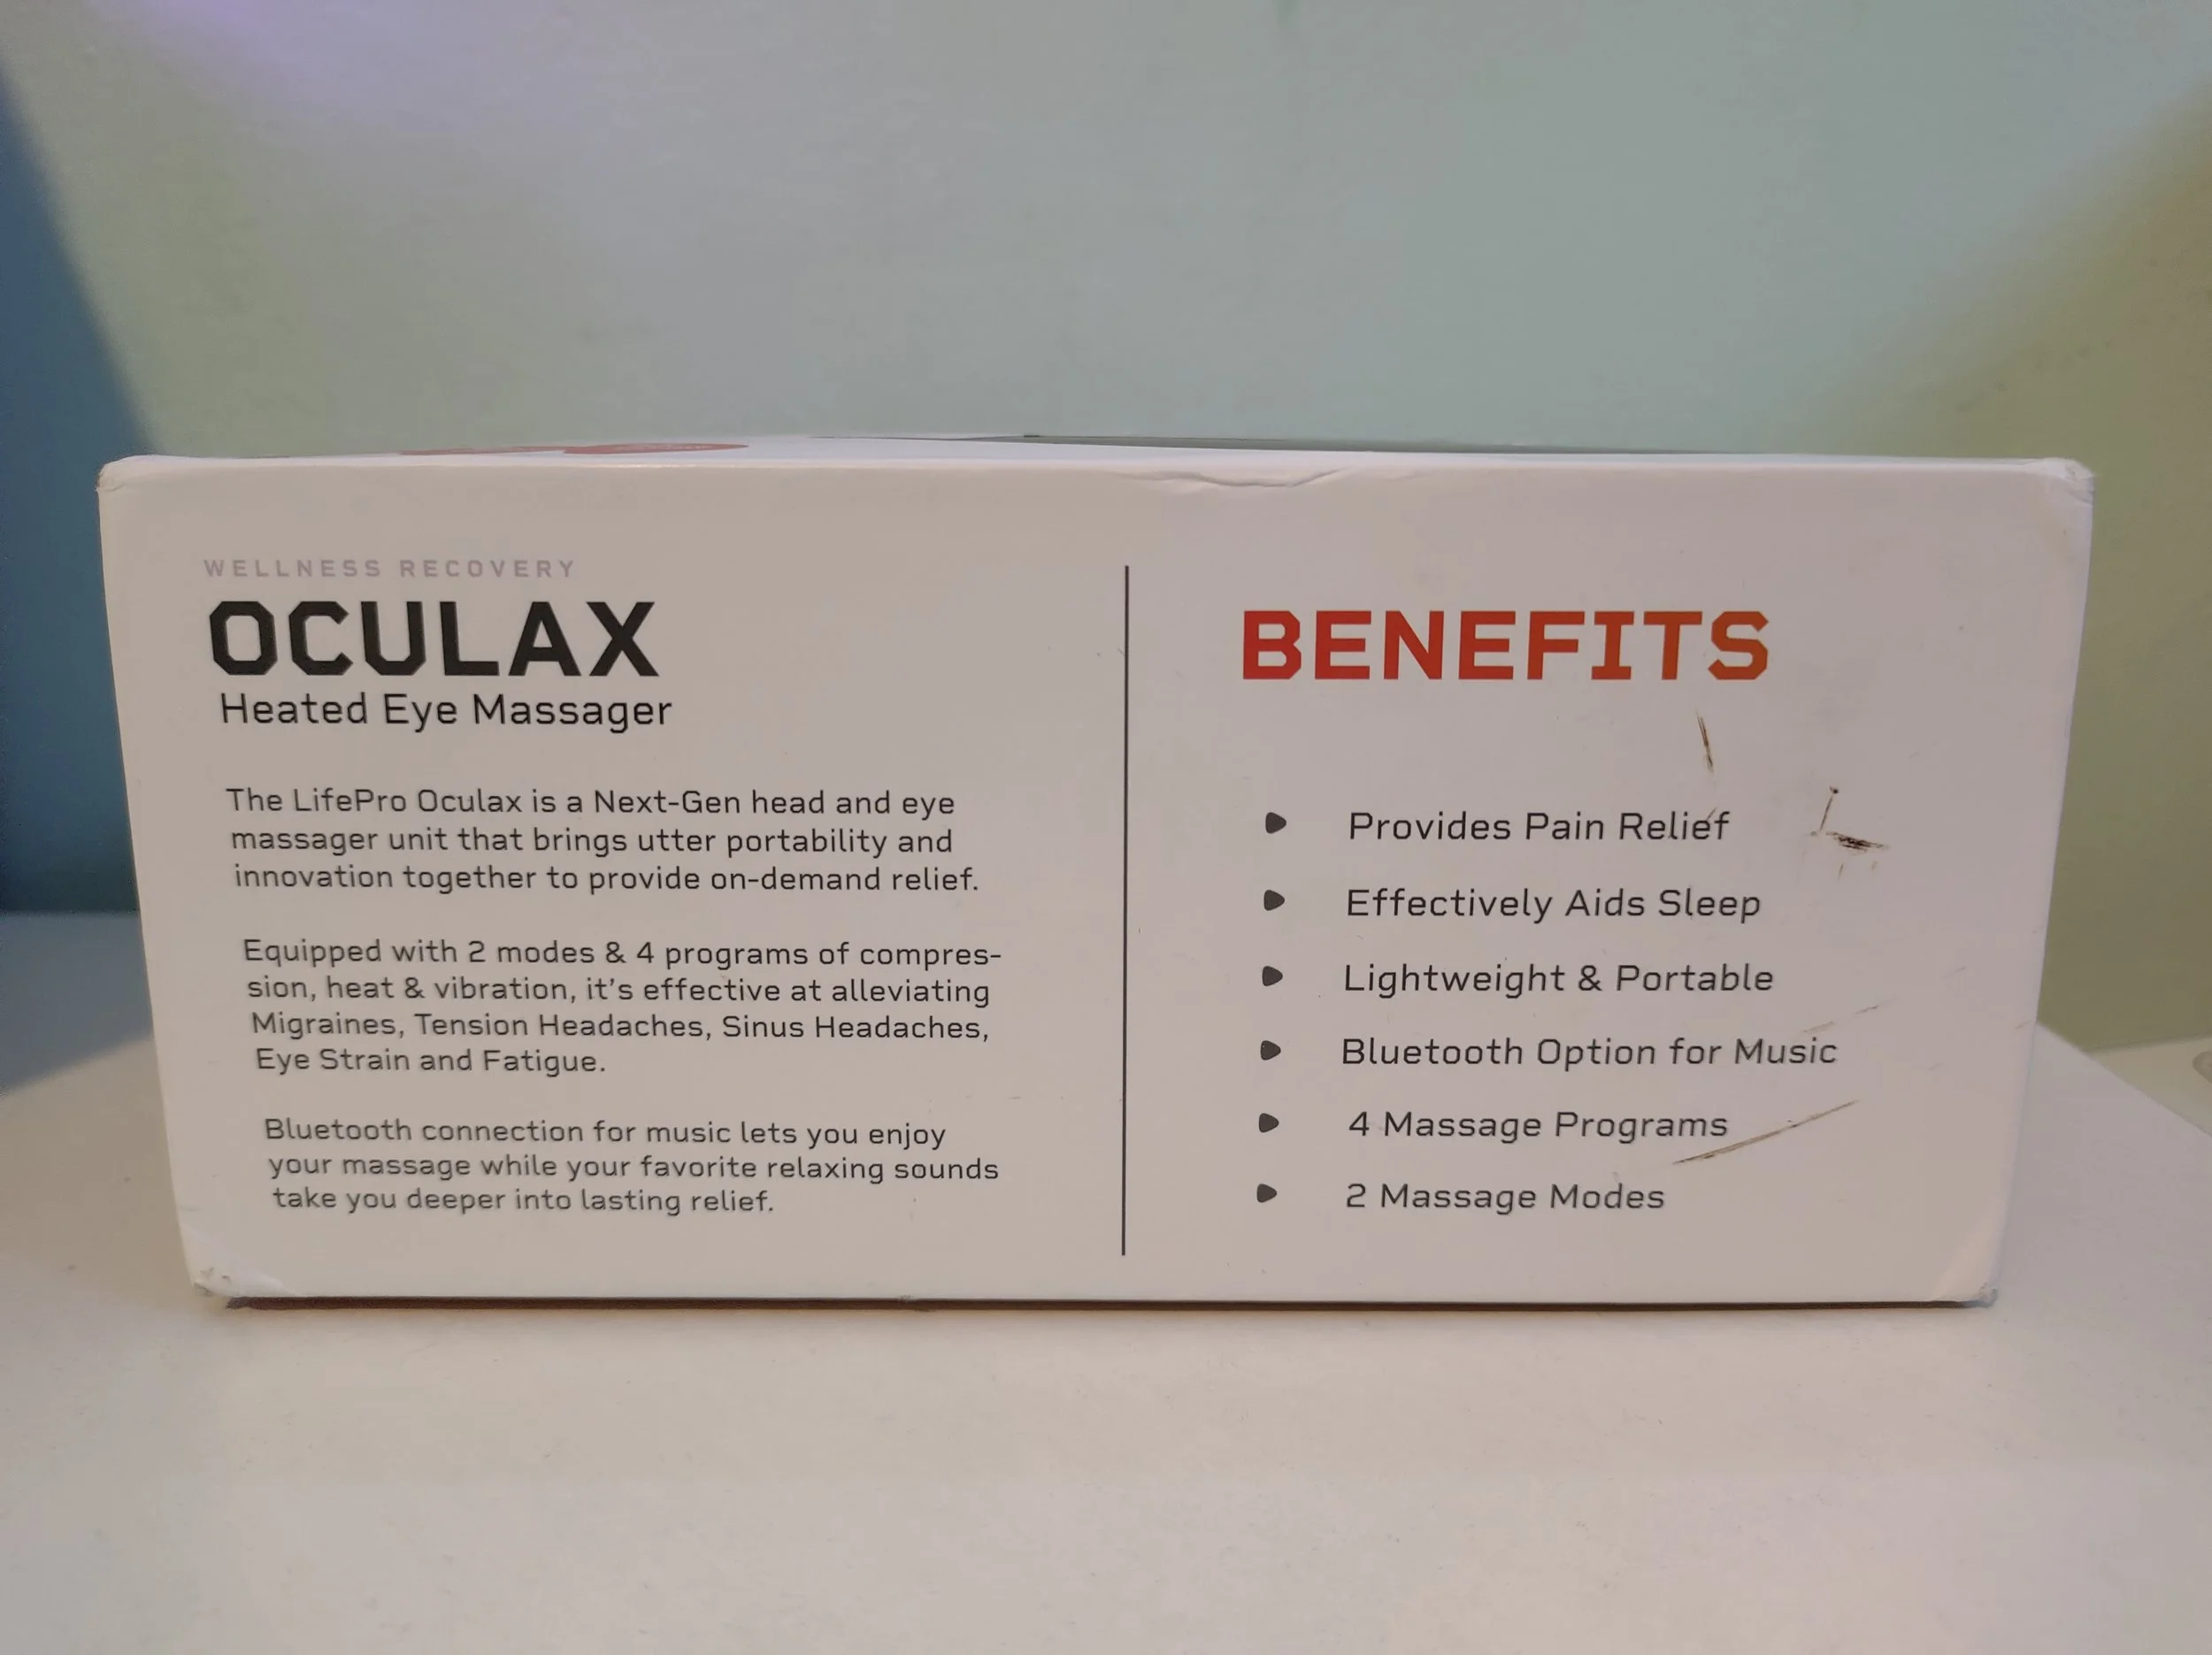 WELLNESS RECOVERY
OCULAX
Heated Eye Massager
The LifePro Oculax is a Next-Gen head and eye
massager unit that brings utter portability and
innovation together to provide on-demand relief.
Equipped with 2 modes & 4 programs of compres-
sion, heat & vibration, it's effective at alleviating
Migraines, Tension Headaches, Sinus Headaches,
Eye Strain and Fatigue.
Bluetooth connection for music lets you enjoy
your massage while your favorite relaxing sounds
take you deeper into lasting relief.
BENEFITS
Provides Pain Relief
Effectively Aids Sleep
Lightweight & Portable
Bluetooth Option for Music
4 Massage Programs
2 Massage Modes